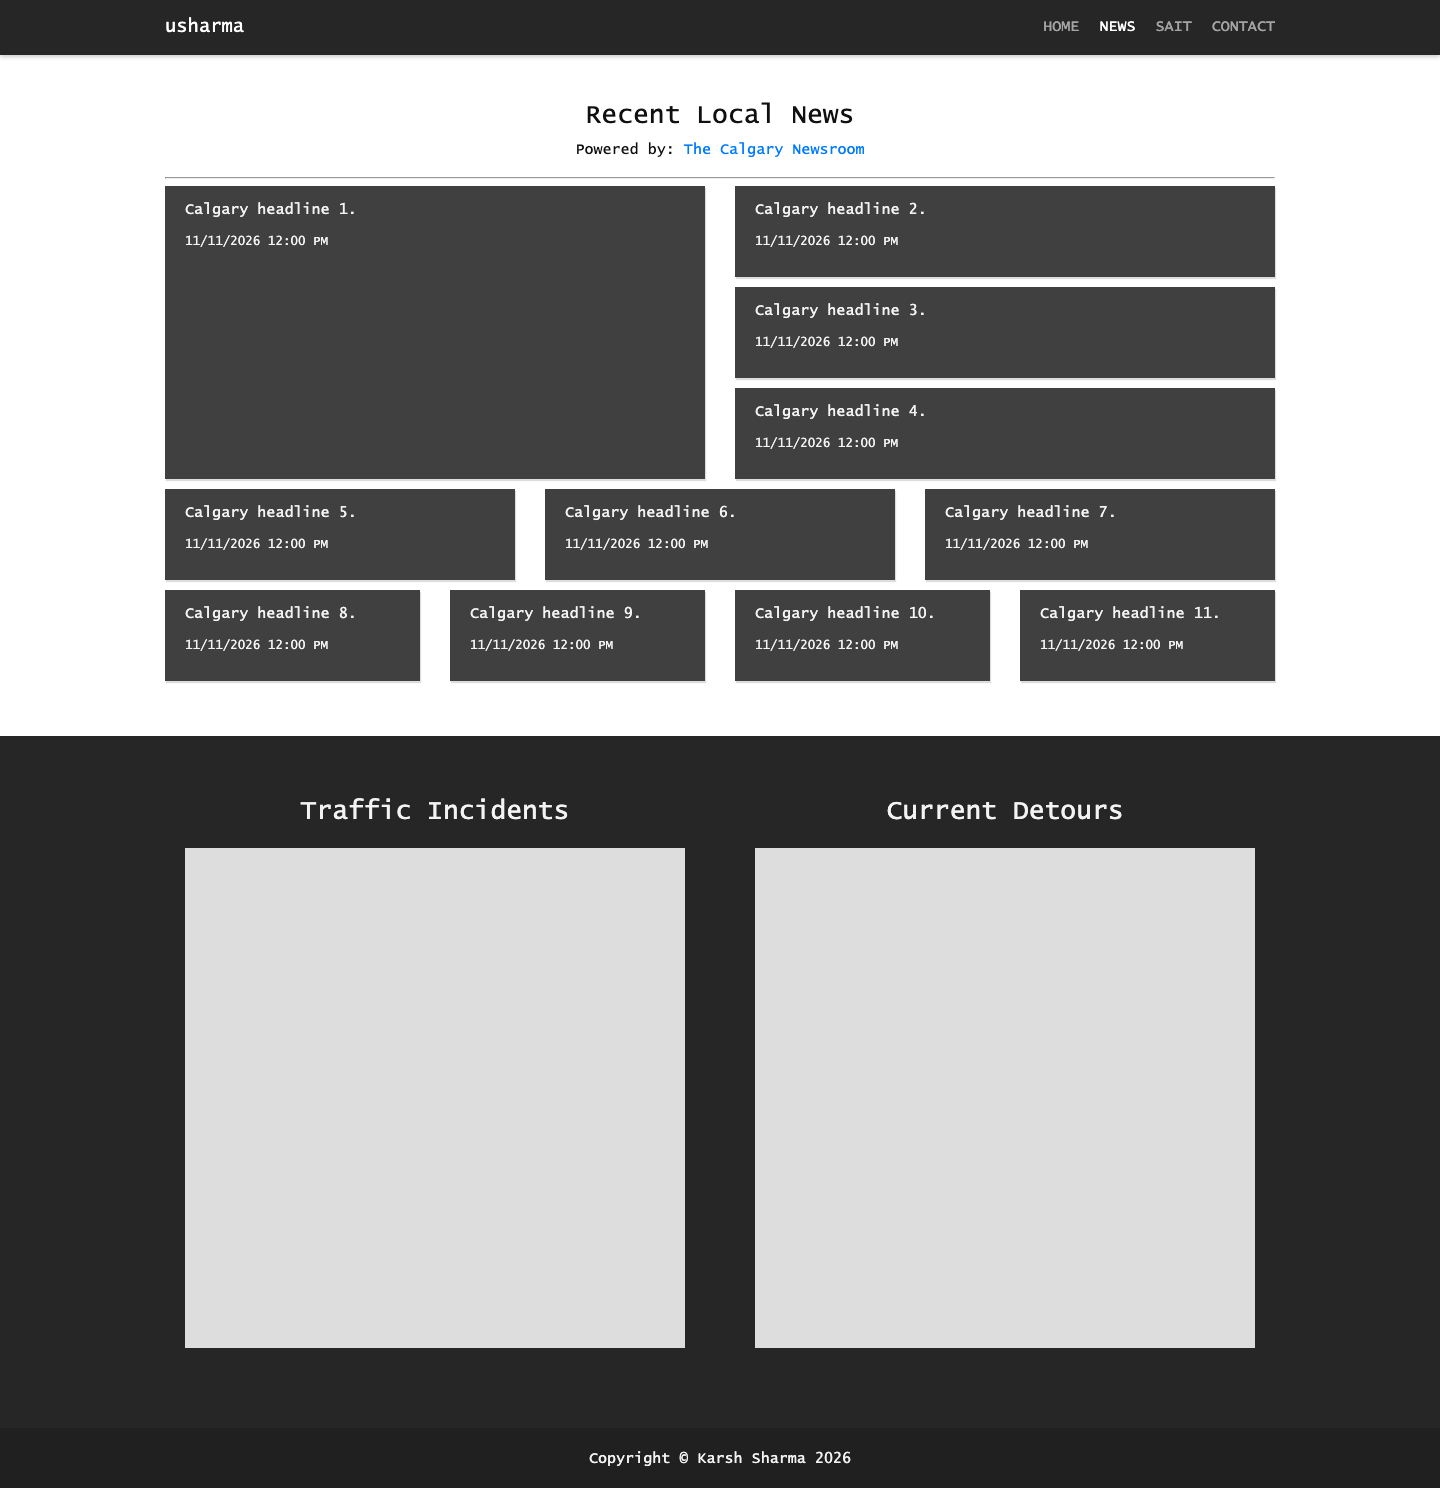 usharma
HOME NEWS SAIT CONTACT
Recent Local News
Powered by: The Calgary Newsroom
Calgary headline 1.
11/11/2026 12:00 PM
Calgary headline 2.
11/11/2026 12:00 PM
Calgary headline 3.
11/11/2026 12:00 PM
Calgary headline 4.
11/11/2026 12:00 PM
Calgary headline 5.
11/11/2026 12:00 PM
Calgary headline 6.
11/11/2026 12:00 PM
Calgary headline 7.
11/11/2026 12:00 PM
Calgary headline 8.
11/11/2026 12:00 PM
Calgary headline 9.
11/11/2026 12:00 PM
Calgary headline 10.
11/11/2026 12:00 PM
Calgary headline 11.
11/11/2026 12:00 PM
Traffic Incidents
Current Detours
Copyright © Karsh Sharma 2026